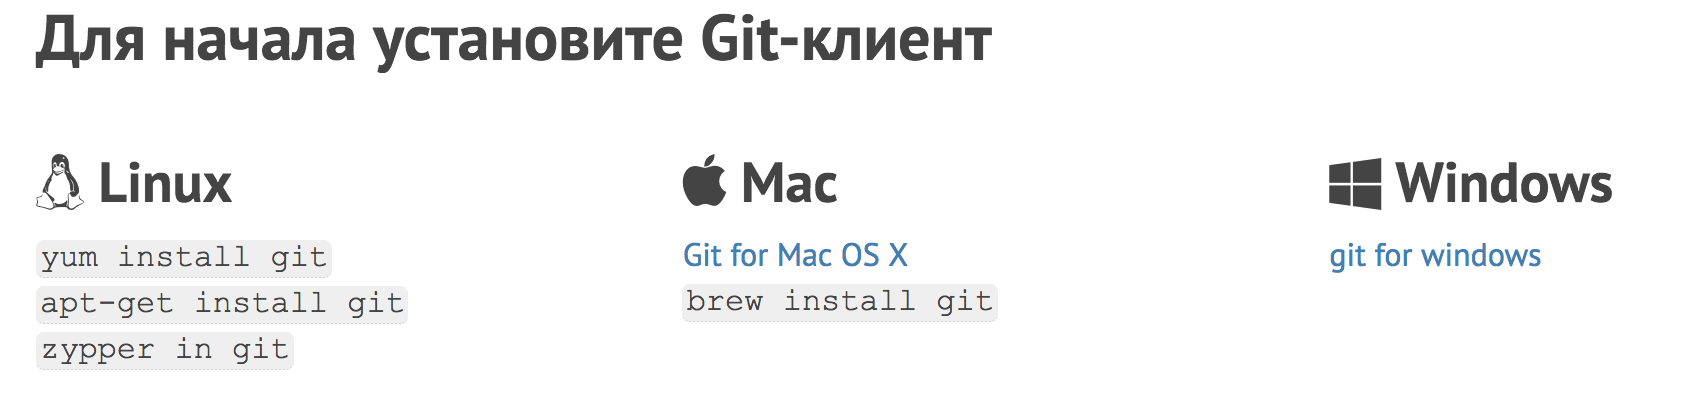 Для начала установите Git-клиент
Linux
yum install git
apt-get install git
zypper in git
Mac
Git for Mac OS X
brew install git
Windows
git for windows